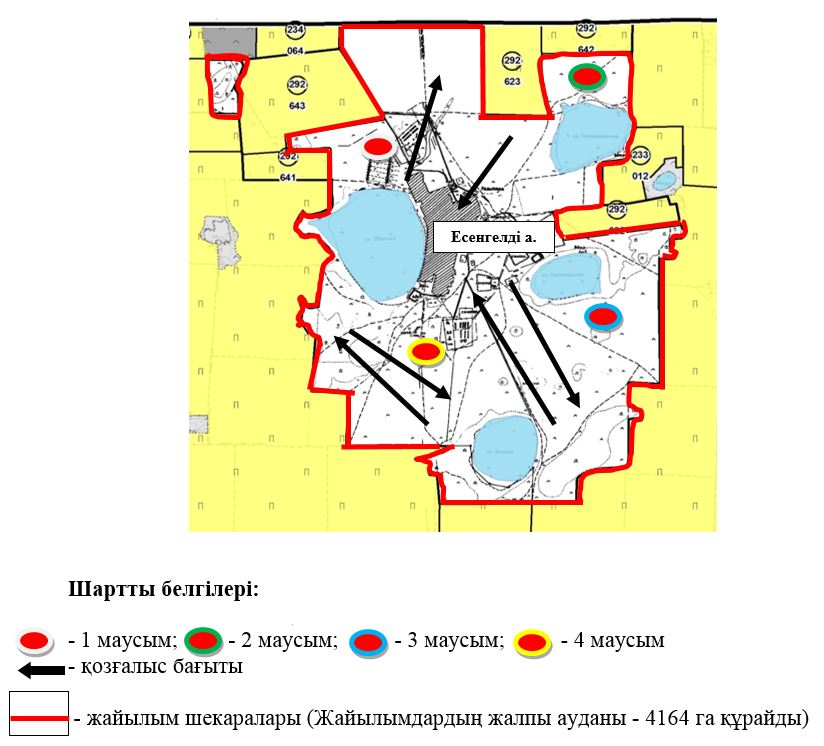 234
064
292
642
292
623
292
643
292
641
233
012
292
Есенгелді а.
Шартты белгілері:
- 1 маусым; - 2 маусым; - 3 маусым; - 4 маусым
- қозғалыс бағыты
- жайылым шекаралары (Жайылымдардың жалпы ауданы - 4164 га құрайды)